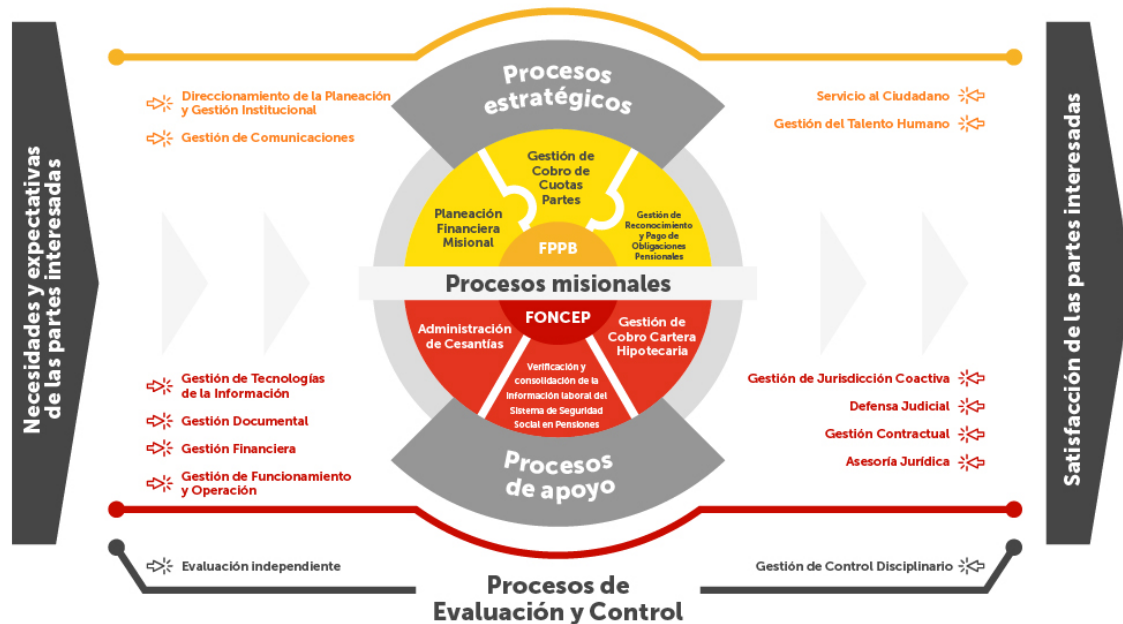 Necesidades y expectativas
de las partes interesadas
Procesos
estratégicos
Direccionamiento de la Planeación
y Gestión Institucional
Gestión de Comunicaciones
Servicio al Ciudadano
Gestión del Talento Humano
Planeación
Financiera
Misional
Gestión de
Cobro de
Cuotas
Partes
Gestión de
Reconocimiento
y Pago de
Obligaciones
Pensionales
FPPB
Procesos misionales
FONCEP
Administración
de Cesantías
Verificación y
consolidación de la
información laboral del
Sistema de Seguridad
Social en Pensiones
Gestión de
Cobro Cartera
Hipotecaria
Gestión de Tecnologías
de la Información
Gestión Documental
Gestión Financiera
Gestión de Funcionamiento
y Operación
Gestión de Jurisdicción Coactiva
Defensa Judicial
Gestión Contractual
Asesoría Jurídica
Procesos
de apoyo
Evaluación independiente
Gestión de Control Disciplinario
Procesos de
Evaluación y Control
Satisfacción de las partes interesadas